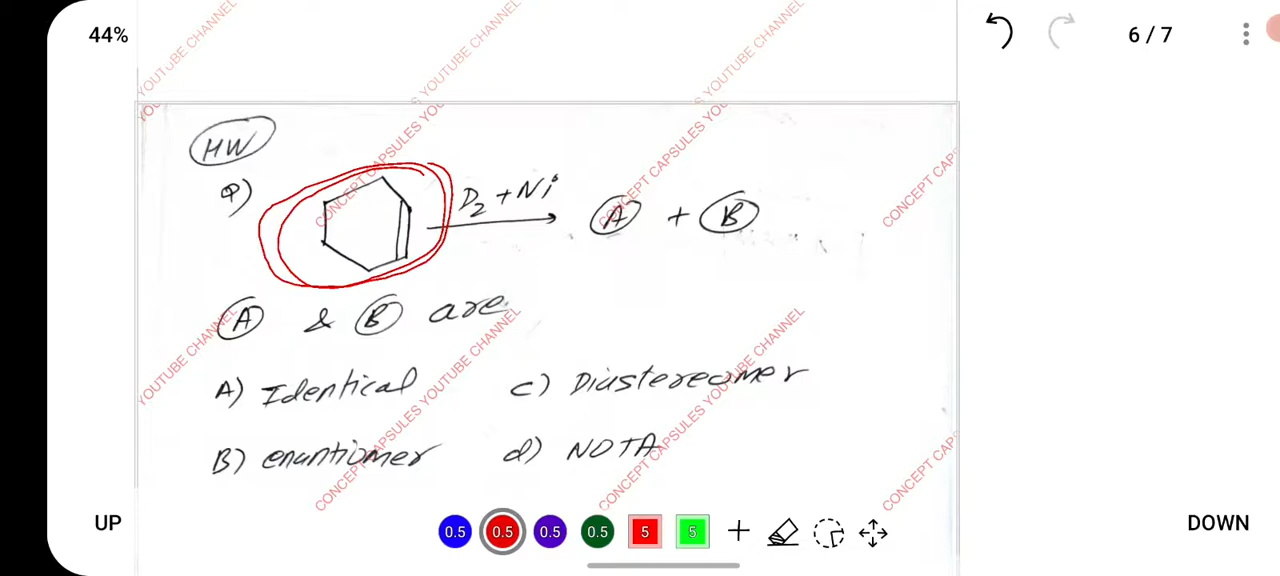 44%
6 / 7
HW
Q) D2 + Ni A + B
A & B are
A) Identical c) Diastereomer
B) enantiomer d) NOTA
UP
0.5 0.5 0.5 0.5 5 5
DOWN
CONCEPT CAPSULES YOUTUBE CHANNEL